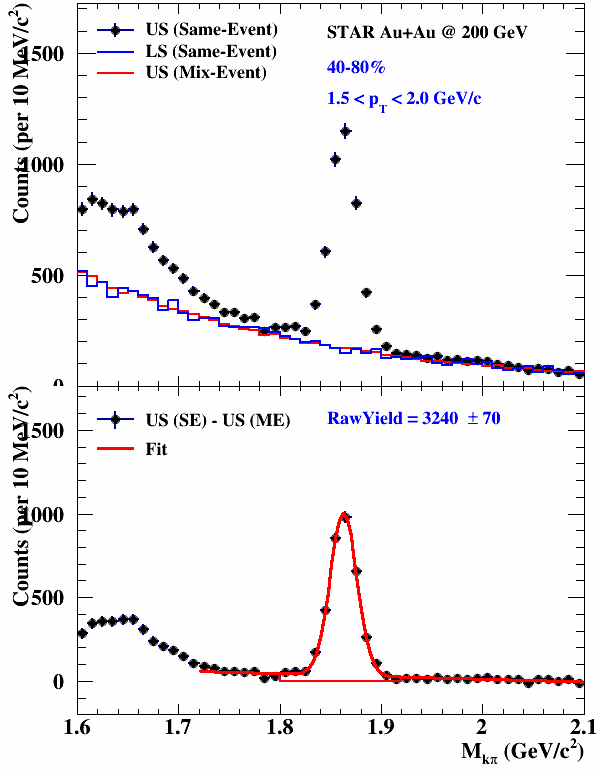 US (Same-Event)
LS (Same-Event)
US (Mix-Event)
STAR Au+Au @ 200 GeV
40-80%
1.5 < p_T < 2.0 GeV/c
Counts (per 10 MeV/c²)
1000
500
0
US (SE) - US (ME)
Fit
RawYield = 3240 ± 70
Counts (per 10 MeV/c²)
1500
1000
500
0
1.6 1.7 1.8 1.9 2 2.1
M_kπ (GeV/c²)